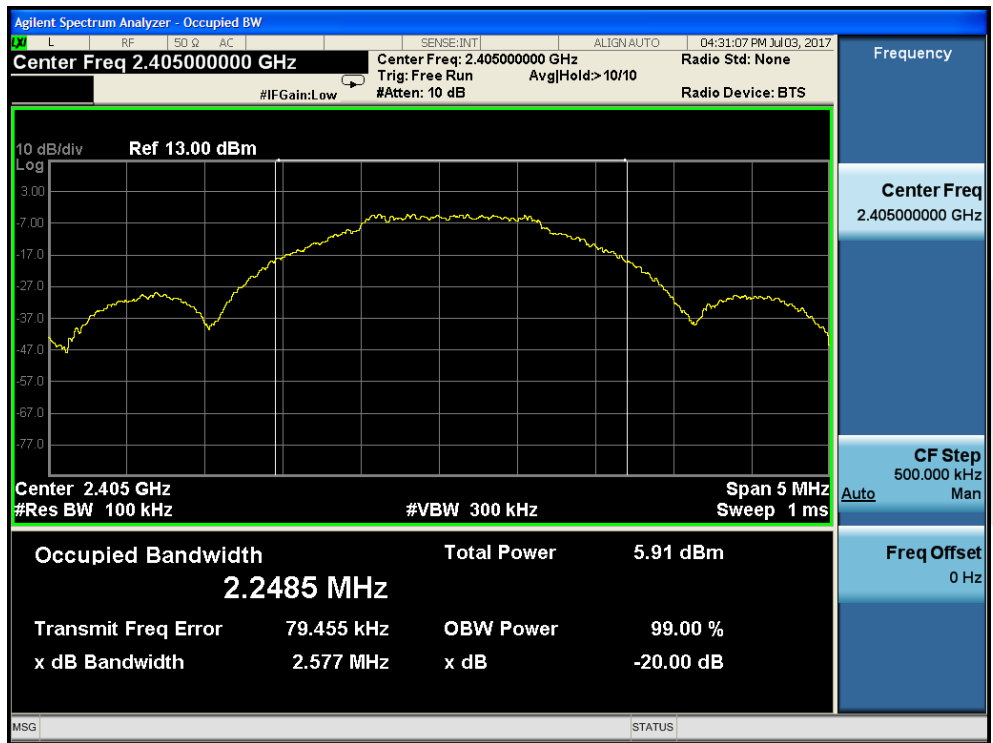 Agilent Spectrum Analyzer - Occupied BW
LXI L RF 50 Ω AC SENSE:INT ALIGN AUTO 04:31:07 PM Jul 03, 2017
Center Freq 2.405000000 GHz
Center Freq: 2.405000000 GHz Radio Std: None
Trig: Free Run Avg|Hold:> 10/10
#IFGain:Low #Atten: 10 dB Radio Device: BTS
10 dB/div Ref 13.00 dBm
Log
3.00
-7.00
-17.0
-27.0
-37.0
-47.0
-57.0
-67.0
-77.0
Center 2.405 GHz Span 5 MHz
#Res BW 100 kHz #VBW 300 kHz Sweep 1 ms
Occupied Bandwidth Total Power 5.91 dBm
2.2485 MHz
Transmit Freq Error 79.455 kHz OBW Power 99.00 %
x dB Bandwidth 2.577 MHz x dB -20.00 dB
MSG STATUS
Frequency
Center Freq
2.405000000 GHz
CF Step
500.000 kHz
Auto Man
Freq Offset
0 Hz